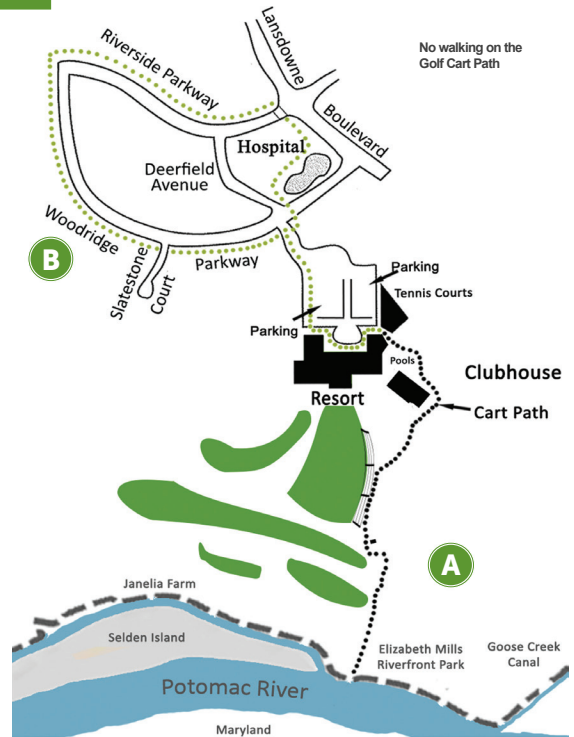 Lansdowne
Boulevard
No walking on the
Golf Cart Path
Riverside Parkway
Hospital
Deerfield
Avenue
Woodridge
Parkway
B
Slatestone
Court
Parking
Tennis Courts
Parking
Pools
Clubhouse
Resort
Cart Path
A
Janelia Farm
Selden Island
Elizabeth Mills
Riverfront Park
Goose Creek
Canal
Potomac River
Maryland